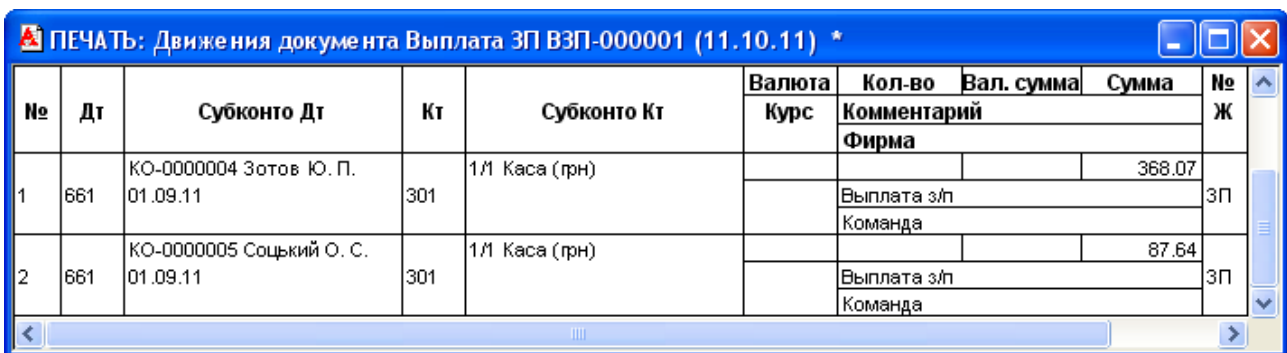 ПЕЧАТЬ: Движения документа Выплата ЗП ВЗП-000001 (11.10.11) *
№ Дт Субконто Дт Кт Субконто Кт Валюта Кол-во Вал. сумма Сумма № Ж
Курс Комментарий
Фирма
КО-0000004 Зотов Ю. П. 1/1 Каса (грн) 368.07
1 661 01.09.11 301 Выплата з/п ЗП
Команда
КО-0000005 Соцький О. С. 1/1 Каса (грн) 87.64
2 661 01.09.11 301 Выплата з/п ЗП
Команда